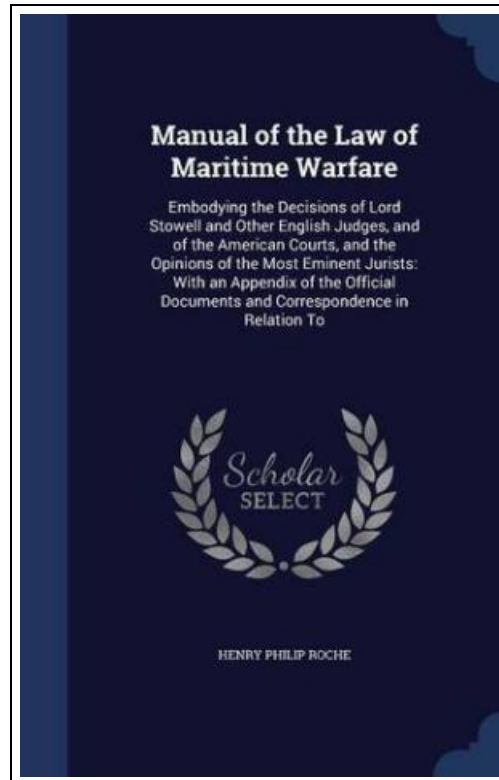 Manual of the Law of
Maritime Warfare
Embodying the Decisions of Lord
Stowell and Other English Judges, and
of the American Courts, and the
Opinions of the Most Eminent Jurists:
With an Appendix of the Official
Documents and Correspondence in
Relation To
Scholar
SELECT
HENRY PHILIP ROCHE